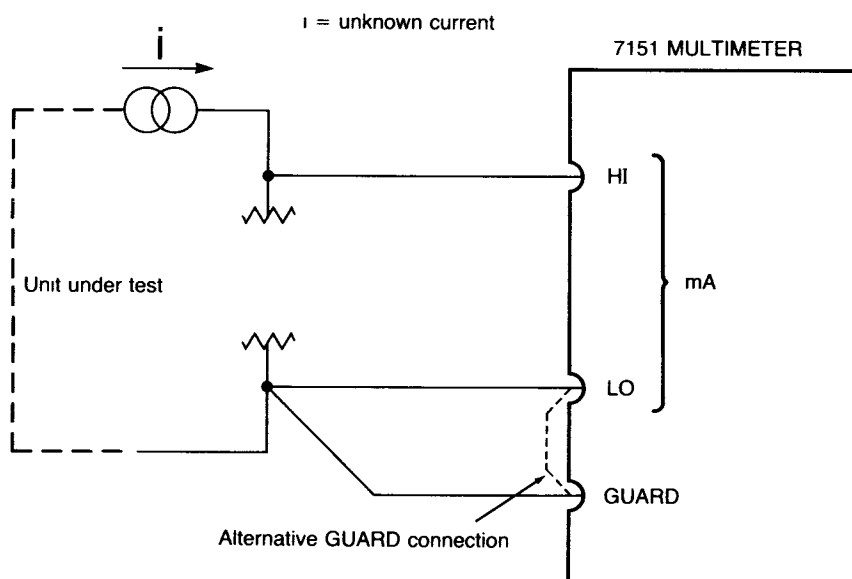 i = unknown current
i
7151 MULTIMETER
HI
Unit under test
mA
LO
GUARD
Alternative GUARD connection